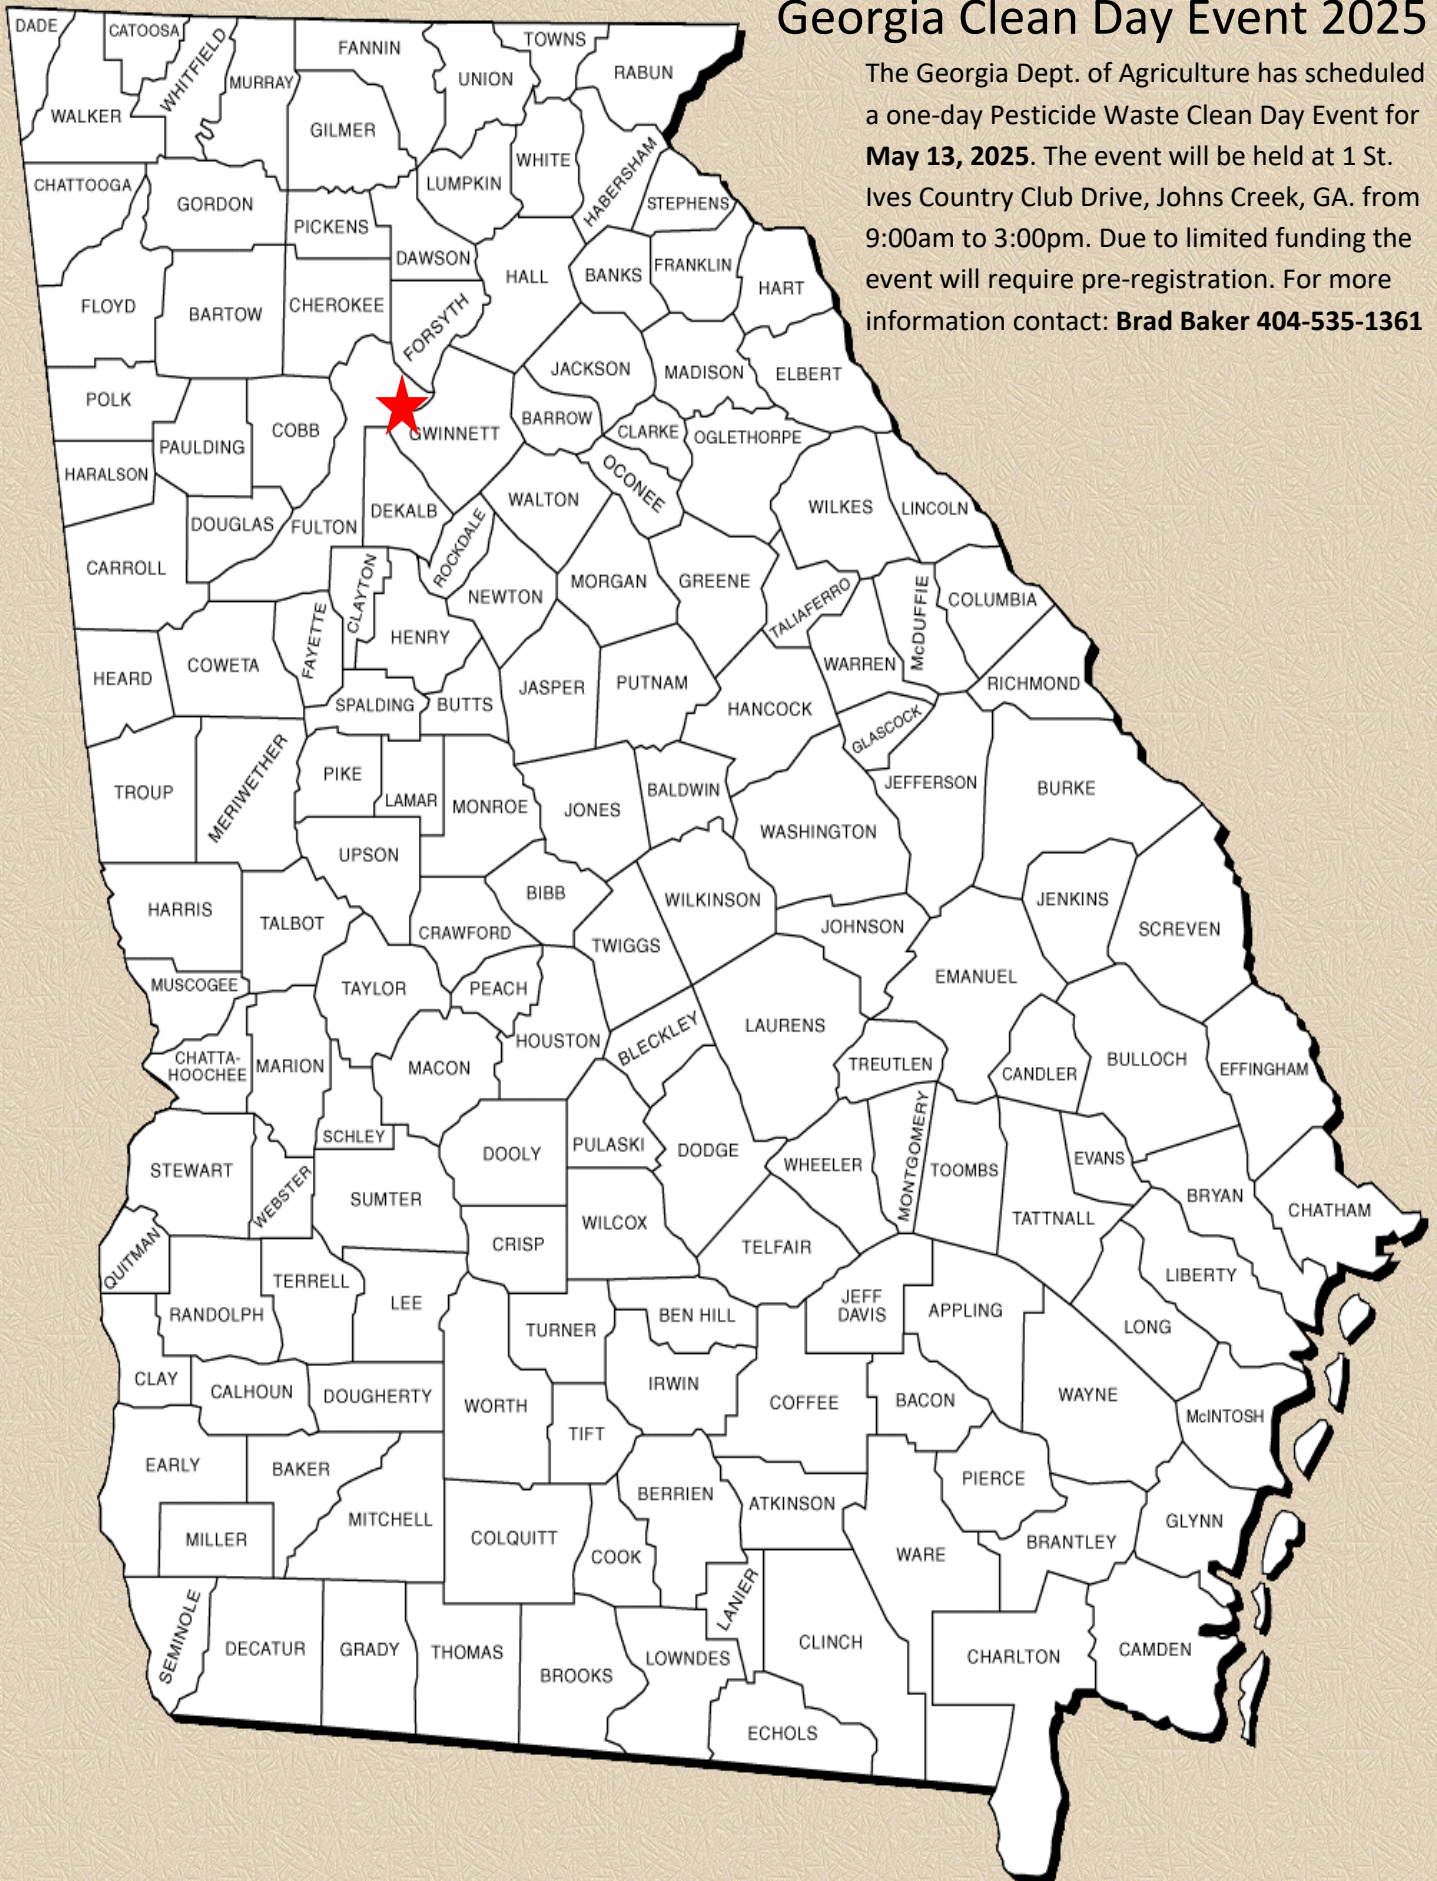 Georgia Clean Day Event 2025
The Georgia Dept. of Agriculture has scheduled
a one-day Pesticide Waste Clean Day Event for
May 13, 2025. The event will be held at 1 St.
Ives Country Club Drive, Johns Creek, GA. from
9:00am to 3:00pm. Due to limited funding the
event will require pre-registration. For more
information contact: Brad Baker 404-535-1361
DADE
CATOOSA
WHITFIELD
MURRAY
FANNIN
UNION
TOWNS
RABUN
WALKER
GILMER
WHITE
HABERSHAM
LUMPKIN
STEPHENS
CHATTOOGA
GORDON
PICKENS
DAWSON
HALL
BANKS
FRANKLIN
HART
FLOYD
BARTOW
CHEROKEE
FORSYTH
JACKSON
MADISON
ELBERT
POLK
PAULDING
COBB
GWINNETT
BARROW
CLARKE
OGLETHORPE
HARALSON
DOUGLAS
FULTON
DEKALB
ROCKDALE
WALTON
OCONEE
WILKES
LINCOLN
CARROLL
CLAYTON
FAYETTE
HENRY
NEWTON
MORGAN
GREENE
TALIAFERRO
McDUFFIE
COLUMBIA
HEARD
COWETA
SPALDING
BUTTS
JASPER
PUTNAM
HANCOCK
WARREN
GLASCOCK
RICHMOND
TROUP
MERIWETHER
PIKE
LAMAR
MONROE
JONES
BALDWIN
WASHINGTON
JEFFERSON
BURKE
UPSON
HARRIS
TALBOT
CRAWFORD
BIBB
TWIGGS
WILKINSON
JOHNSON
JENKINS
SCREVEN
MUSCOGEE
TAYLOR
PEACH
EMANUEL
CHATTA-
HOOCHEE
MARION
MACON
HOUSTON
BLECKLEY
LAURENS
TREUTLEN
CANDLER
BULLOCH
EFFINGHAM
SCHLEY
STEWART
WEBSTER
SUMTER
DOOLY
PULASKI
DODGE
WHEELER
MONTGOMERY
TOOMBS
EVANS
TATTNALL
BRYAN
CHATHAM
QUITMAN
CRISP
WILCOX
TELFAIR
LIBERTY
RANDOLPH
TERRELL
LEE
TURNER
BEN HILL
JEFF
DAVIS
APPLING
LONG
CLAY
CALHOUN
DOUGHERTY
WORTH
IRWIN
COFFEE
BACON
WAYNE
McINTOSH
TIFT
EARLY
BAKER
MITCHELL
BERRIEN
ATKINSON
PIERCE
MILLER
COLQUITT
COOK
WARE
BRANTLEY
GLYNN
SEMINOLE
DECATUR
GRADY
THOMAS
BROOKS
LOWNDES
LANIER
CLINCH
CHARLTON
CAMDEN
ECHOLS